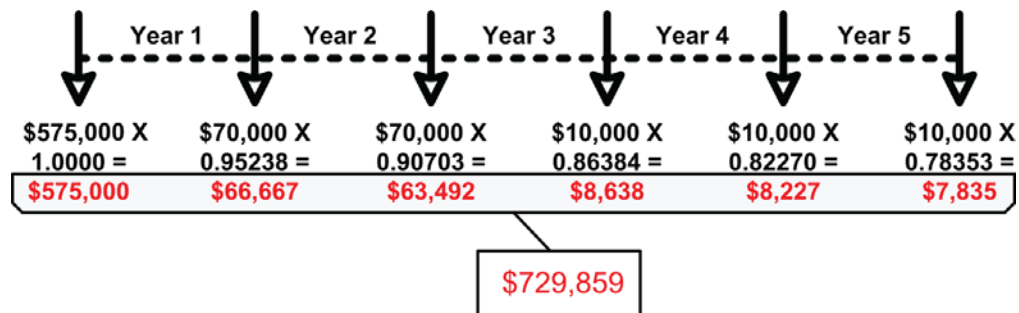 Year 1 Year 2 Year 3 Year 4 Year 5
$575,000 X $70,000 X $70,000 X $10,000 X $10,000 X $10,000 X
1.0000 = 0.95238 = 0.90703 = 0.86384 = 0.82270 = 0.78353 =
$575,000 $66,667 $63,492 $8,638 $8,227 $7,835
$729,859